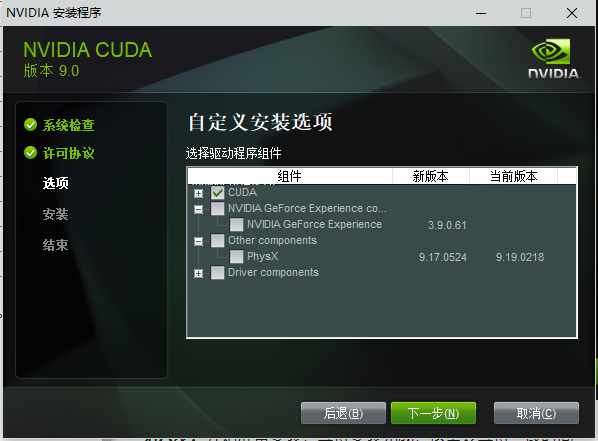 NVIDIA 安装程序
NVIDIA CUDA
版本 9.0
NVIDIA
系统检查
许可协议
选项
安装
结束
自定义安装选项
选择驱动程序组件
组件 新版本 当前版本
CUDA
NVIDIA GeForce Experience co...
NVIDIA GeForce Experience 3.9.0.61
Other components
PhysX 9.17.0524 9.19.0218
Driver components
后退(B) 下一步(N) 取消(C)